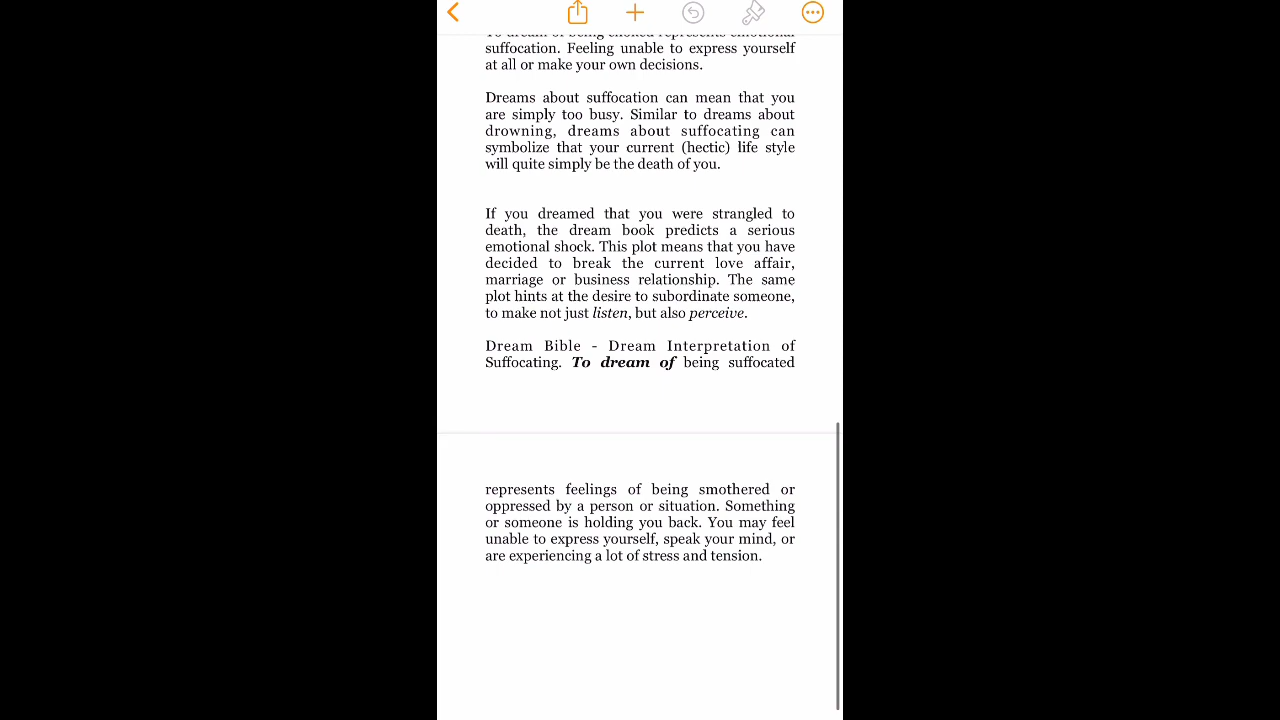 To dream of being choked represents emotional
suffocation. Feeling unable to express yourself
at all or make your own decisions.
Dreams about suffocation can mean that you
are simply too busy. Similar to dreams about
drowning, dreams about suffocating can
symbolize that your current (hectic) life style
will quite simply be the death of you.
If you dreamed that you were strangled to
death, the dream book predicts a serious
emotional shock. This plot means that you have
decided to break the current love affair,
marriage or business relationship. The same
plot hints at the desire to subordinate someone,
to make not just listen, but also perceive.
Dream Bible - Dream Interpretation of
Suffocating. To dream of being suffocated
represents feelings of being smothered or
oppressed by a person or situation. Something
or someone is holding you back. You may feel
unable to express yourself, speak your mind, or
are experiencing a lot of stress and tension.